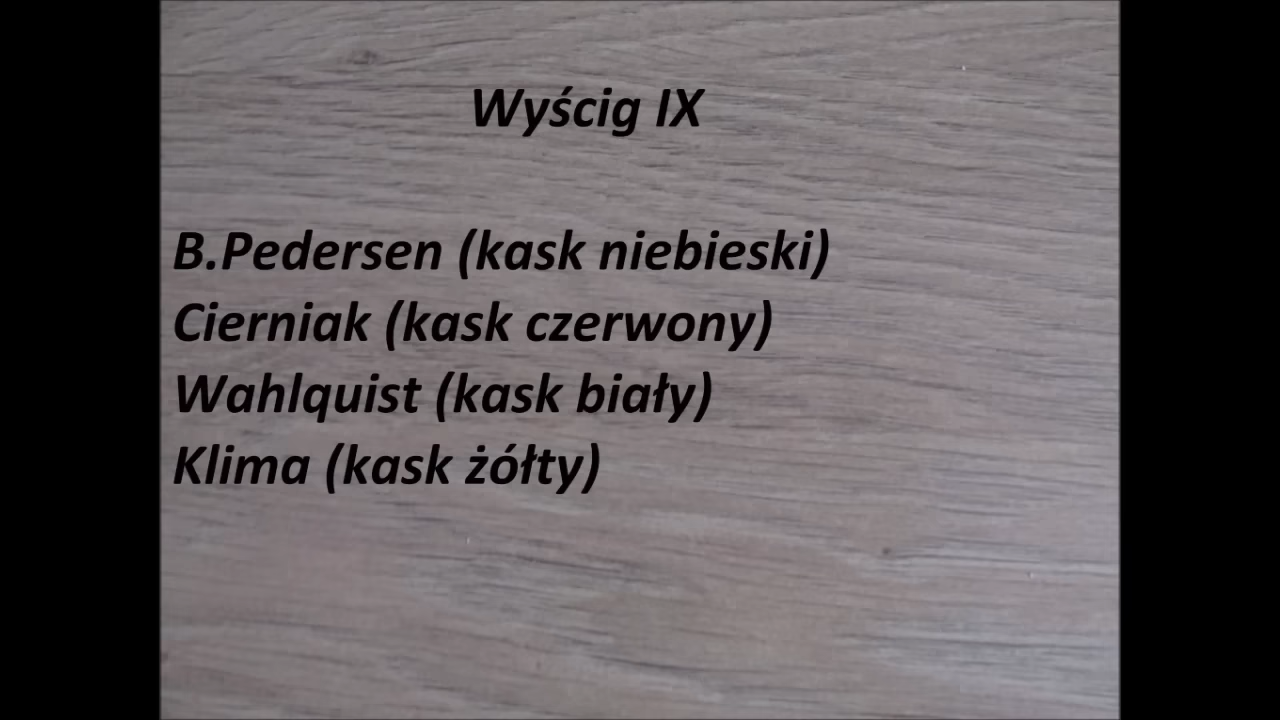 Wyścig IX
B.Pedersen (kask niebieski)
Cierniak (kask czerwony)
Wahlquist (kask biały)
Klima (kask żółty)